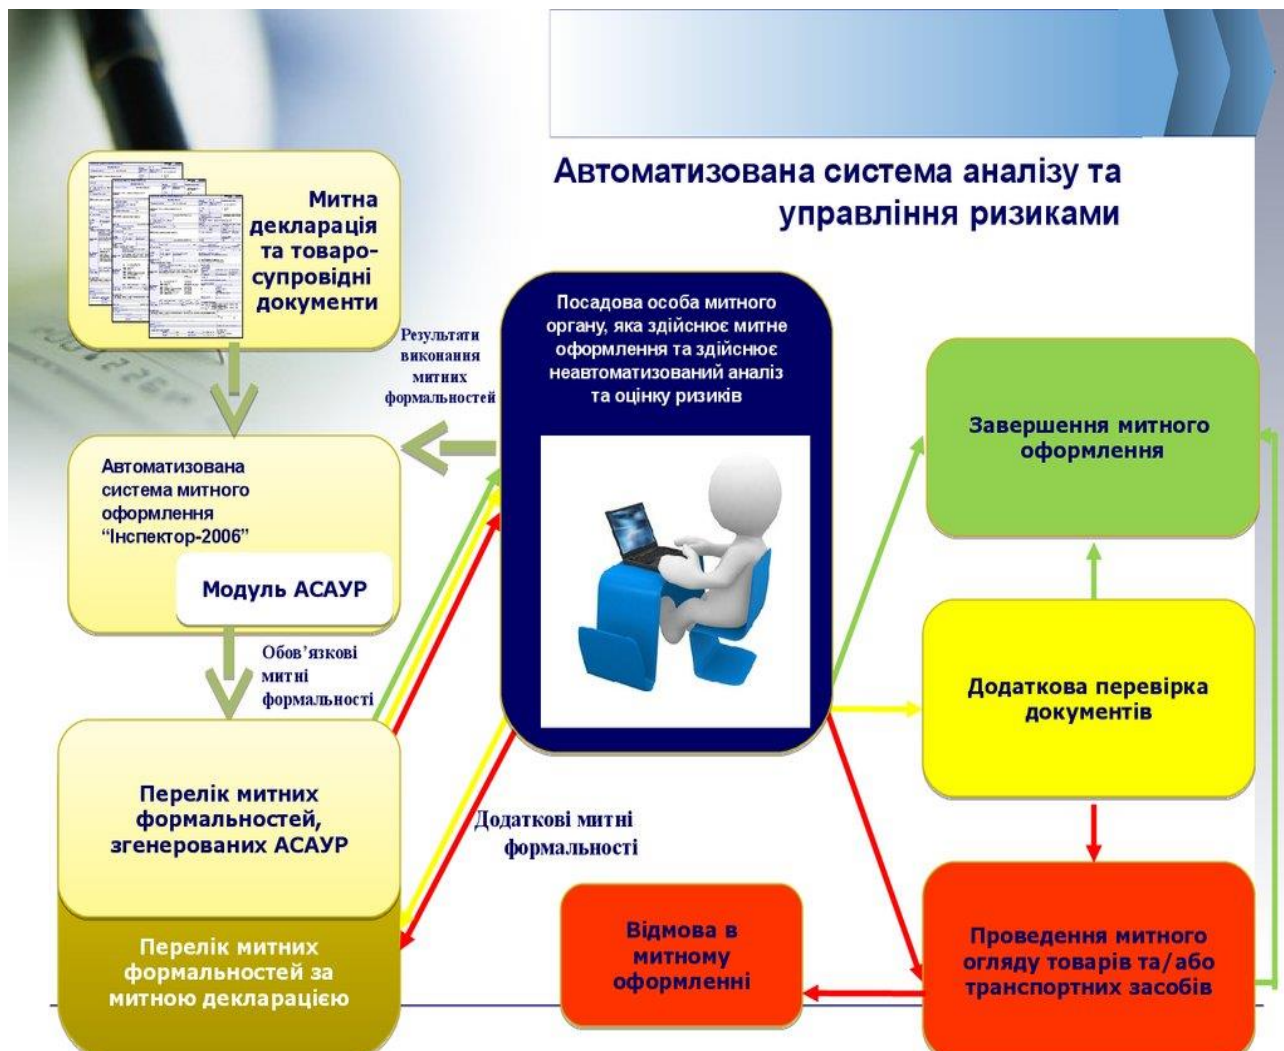 Автоматизована система аналізу та
управління ризиками
Митна
декларація
та товаро-
супровідні
документи
Результати
виконання
митних
формальностей
Посадова особа митного
органу, яка здійснює митне
оформлення та здійснює
неавтоматизований аналіз
та оцінку ризиків
Завершення митного
оформлення
Автоматизована
система митного
оформлення
“Інспектор-2006”
Модуль АСАУР
Обов’язкові
митні
формальності
Додаткова перевірка
документів
Перелік митних
формальностей,
згенерованих АСАУР
Додаткові митні
формальності
Перелік митних
формальностей за
митною декларацією
Відмова в
митному
оформленні
Проведення митного
огляду товарів та/або
транспортних засобів